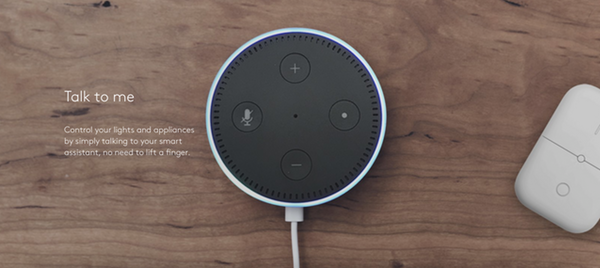 Talk to me
Control your lights and appliances
by simply talking to your smart
assistant, no need to lift a finger.